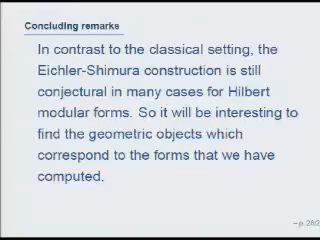 Concluding remarks
In contrast to the classical setting, the
Eichler-Shimura construction is still
conjectural in many cases for Hilbert
modular forms. So it will be interesting to
find the geometric objects which
correspond to the forms that we have
computed.